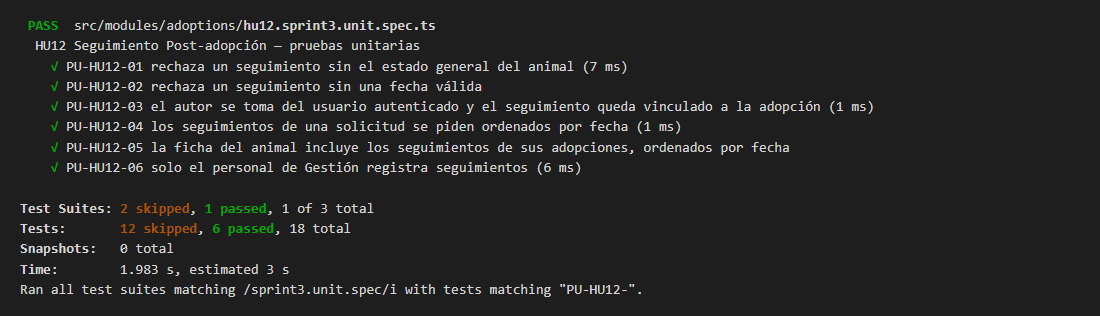 PASS src/modules/adoptions/hu12.sprint3.unit.spec.ts
HU12 Seguimiento Post-adopción — pruebas unitarias
√ PU-HU12-01 rechaza un seguimiento sin el estado general del animal (7 ms)
√ PU-HU12-02 rechaza un seguimiento sin una fecha válida
√ PU-HU12-03 el autor se toma del usuario autenticado y el seguimiento queda vinculado a la adopción (1 ms)
√ PU-HU12-04 los seguimientos de una solicitud se piden ordenados por fecha (1 ms)
√ PU-HU12-05 la ficha del animal incluye los seguimientos de sus adopciones, ordenados por fecha
√ PU-HU12-06 solo el personal de Gestión registra seguimientos (6 ms)
Test Suites: 2 skipped, 1 passed, 1 of 3 total
Tests: 12 skipped, 6 passed, 18 total
Snapshots: 0 total
Time: 1.983 s, estimated 3 s
Ran all test suites matching /sprint3.unit.spec/i with tests matching "PU-HU12-".